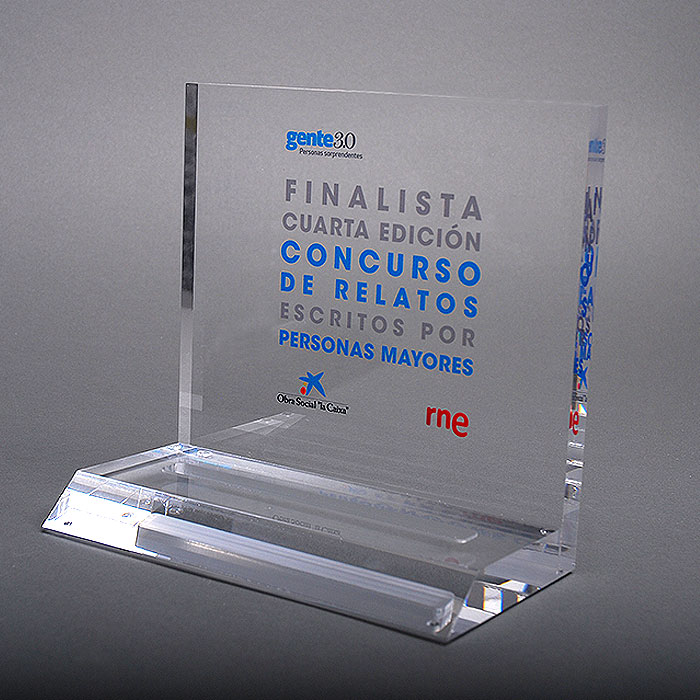 gente3.0
Personas sorprendentes
FINALISTA
CUARTA EDICIÓN
CONCURSO
DE RELATOS
ESCRITOS POR
PERSONAS MAYORES
Obra Social "la Caixa"
rne